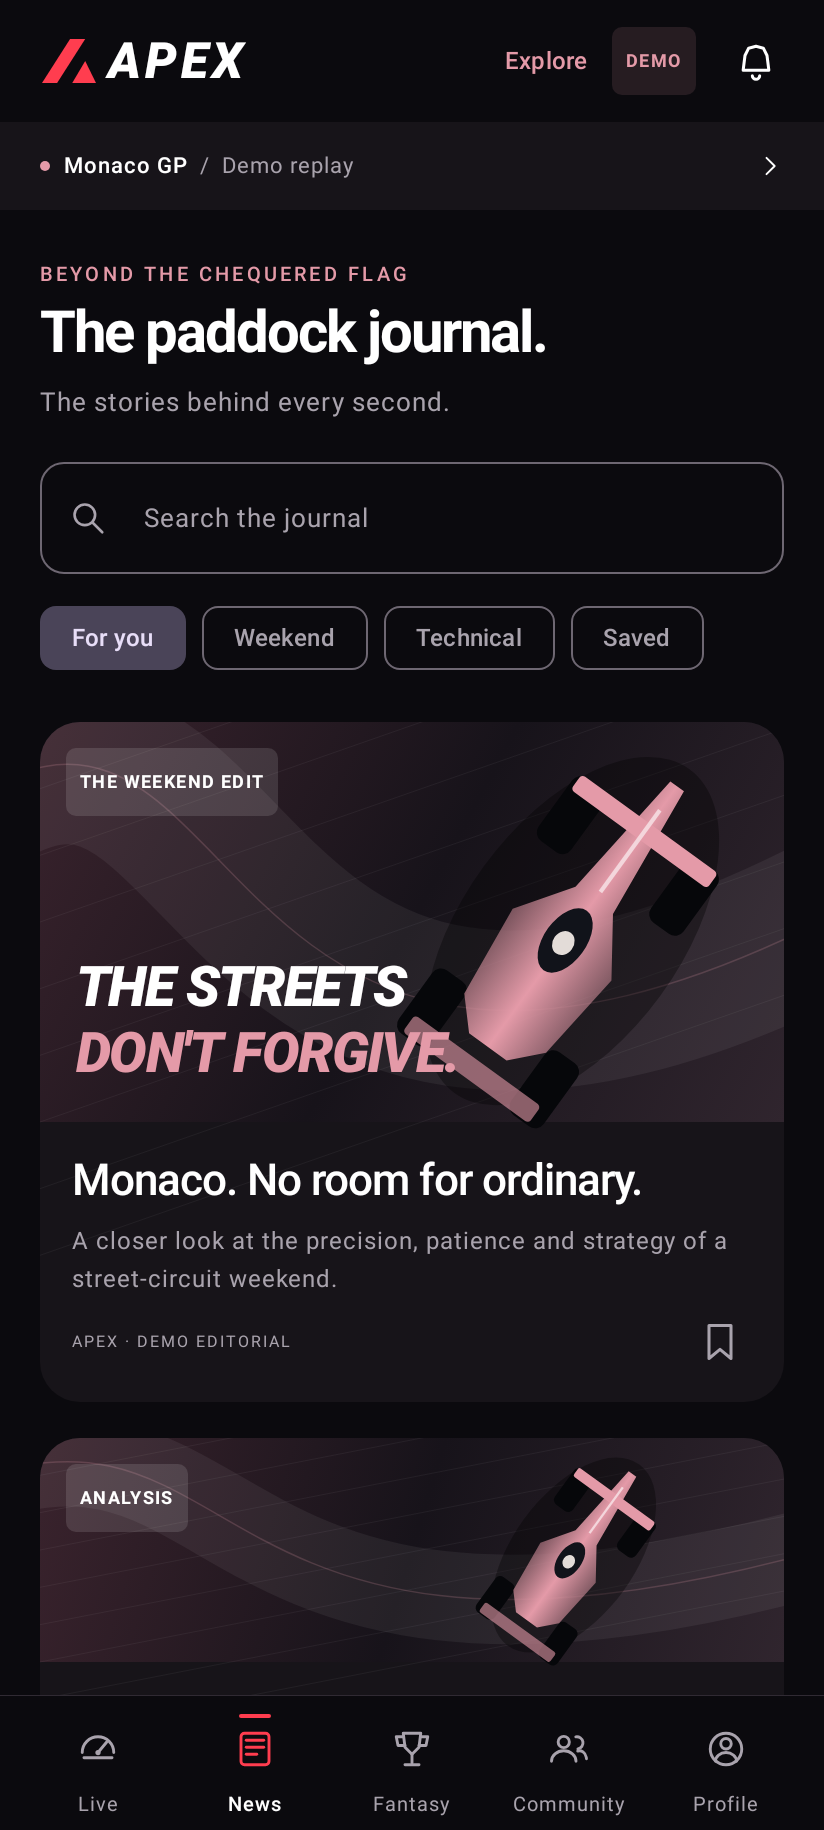 APEX
Explore
DEMO
Monaco GP / Demo replay
BEYOND THE CHEQUERED FLAG
The paddock journal.
The stories behind every second.
Search the journal
For you
Weekend
Technical
Saved
THE WEEKEND EDIT
THE STREETS
DON'T FORGIVE.
Monaco. No room for ordinary.
A closer look at the precision, patience and strategy of a
street-circuit weekend.
APEX · DEMO EDITORIAL
ANALYSIS
Live
News
Fantasy
Community
Profile